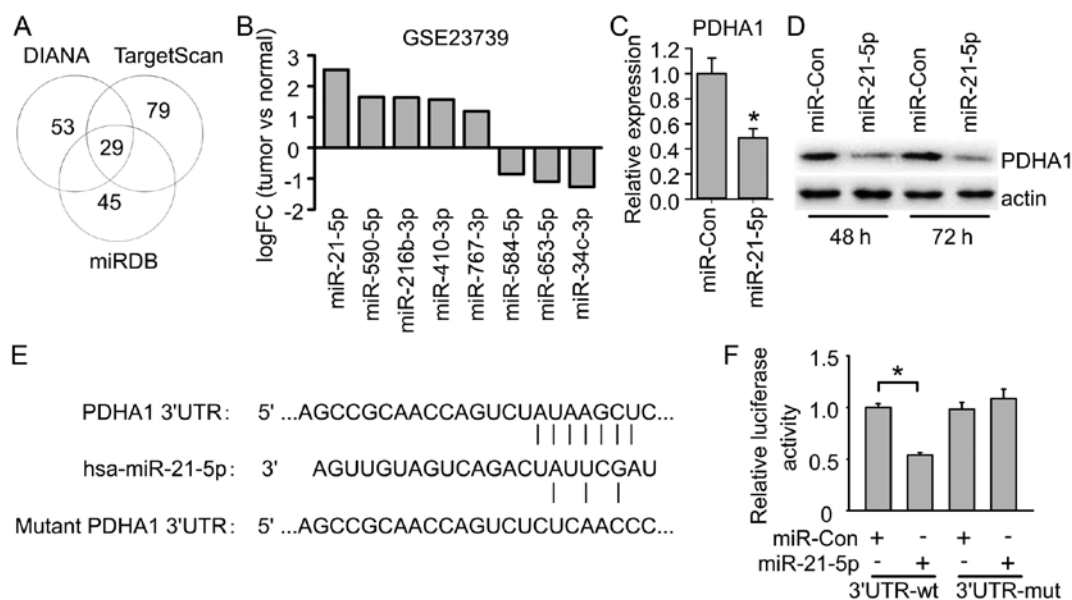 A
DIANA
TargetScan
53
79
29
45
miRDB
B
GSE23739
logFC (tumor vs normal)
3
2
1
0
-1
-2
miR-21-5p
miR-590-5p
miR-216b-3p
miR-410-3p
miR-767-3p
miR-584-5p
miR-653-5p
miR-34c-3p
C
PDHA1
Relative expression
1.2
1.0
0.8
0.6
0.4
0.2
0.0
*
miR-Con
miR-21-5p
D
miR-Con
miR-21-5p
miR-Con
miR-21-5p
PDHA1
actin
48 h
72 h
E
PDHA1 3'UTR: 5' ...AGCCGCAACCAGUCUAUAAGCUC...
hsa-miR-21-5p: 3' AGUUGUAGUCAGACUAUUCGAU
Mutant PDHA1 3'UTR: 5' ...AGCCGCAACCAGUCUCUCAACCC...
F
Relative luciferase
activity
1.5
1.0
0.5
0
*
miR-Con + - + -
miR-21-5p - + - +
3'UTR-wt 3'UTR-mut